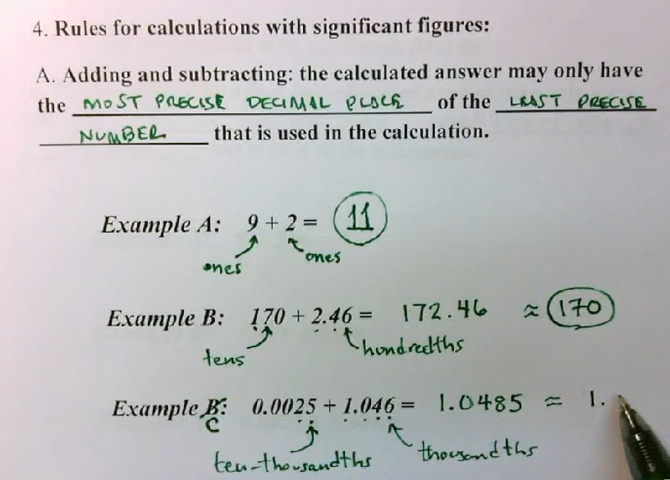 4. Rules for calculations with significant figures:
A. Adding and subtracting: the calculated answer may only have
the MOST PRECISE DECIMAL PLACE of the LEAST PRECISE
NUMBER that is used in the calculation.
Example A: 9 + 2 = 11
ones ones
Example B: 170 + 2.46 = 172.46 ≈ 170
tens hundredths
Example B: 0.0025 + 1.046 = 1.0485 ≈ 1.
C
ten-thousandths thousandths